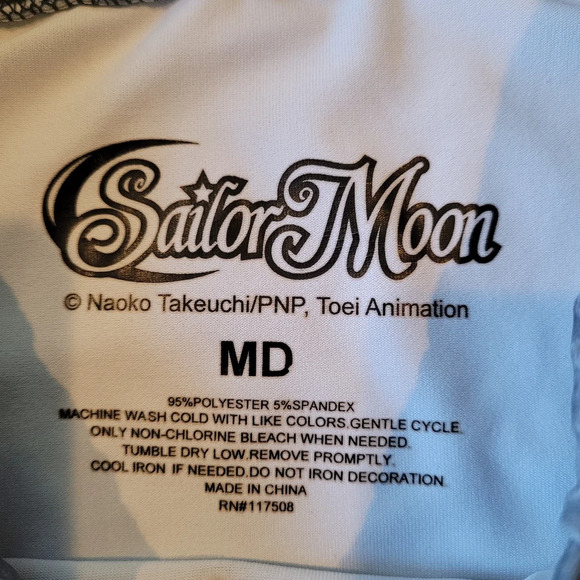 Sailor Moon
© Naoko Takeuchi/PNP, Toei Animation
MD
95%POLYESTER 5%SPANDEX
MACHINE WASH COLD WITH LIKE COLORS.GENTLE CYCLE.
ONLY NON-CHLORINE BLEACH WHEN NEEDED.
TUMBLE DRY LOW.REMOVE PROMPTLY.
COOL IRON IF NEEDED.DO NOT IRON DECORATION.
MADE IN CHINA
RN#117508